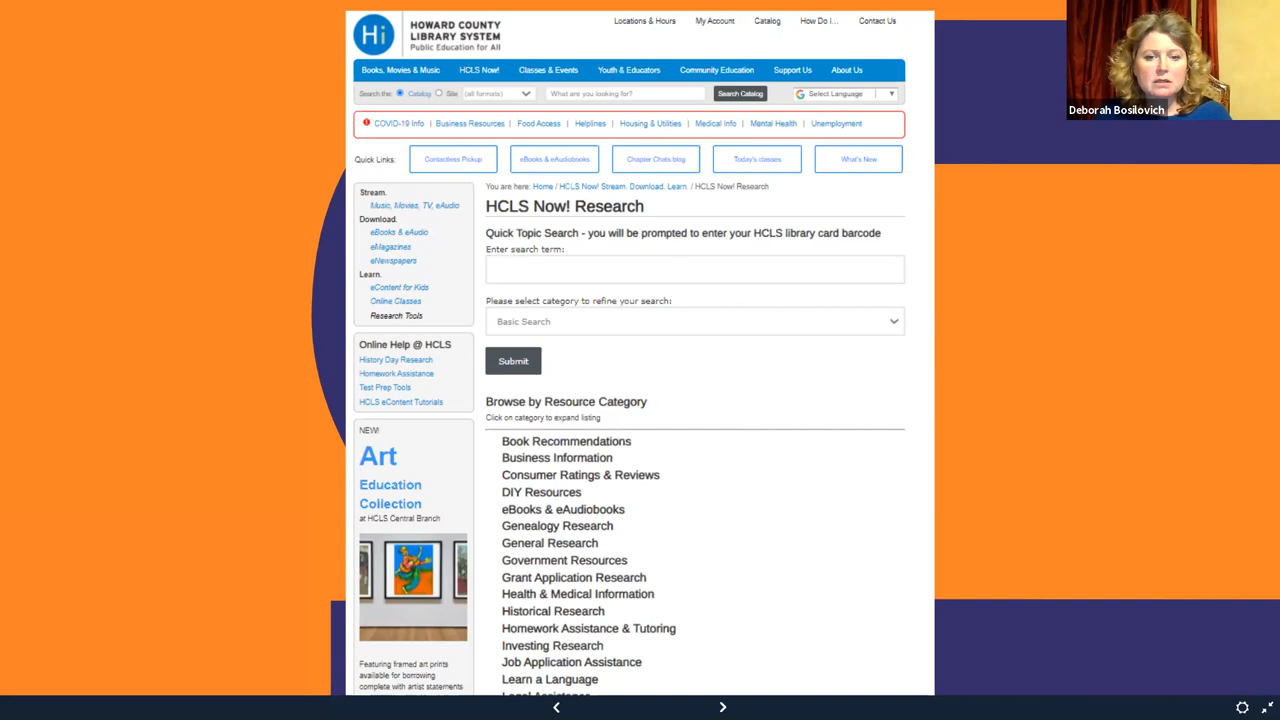 Hi
HOWARD COUNTY
LIBRARY SYSTEM
Public Education for All
Locations & Hours
My Account
Catalog
How Do I...
Contact Us
Books, Movies & Music
HCLS Now!
Classes & Events
Youth & Educators
Community Education
Support Us
About Us
Search the:
Catalog
Site
(all formats)
What are you looking for?
Search Catalog
G Select Language
COVID-19 Info | Business Resources | Food Access | Helplines | Housing & Utilities | Medical Info | Mental Health | Unemployment
Quick Links:
Contactless Pickup
eBooks & eAudiobooks
Chapter Chats blog
Today's classes
What's New
Stream.
Music, Movies, TV, eAudio
Download.
eBooks & eAudio
eMagazines
eNewspapers
Learn.
eContent for Kids
Online Classes
Research Tools
Online Help @ HCLS
History Day Research
Homework Assistance
Test Prep Tools
HCLS eContent Tutorials
NEW!
Art
Education
Collection
at HCLS Central Branch
Featuring framed art prints
available for borrowing
complete with artist statements
You are here: Home / HCLS Now! Stream. Download. Learn. / HCLS Now! Research
HCLS Now! Research
Quick Topic Search - you will be prompted to enter your HCLS library card barcode
Enter search term:
Please select category to refine your search:
Basic Search
Submit
Browse by Resource Category
Click on category to expand listing
Book Recommendations
Business Information
Consumer Ratings & Reviews
DIY Resources
eBooks & eAudiobooks
Genealogy Research
General Research
Government Resources
Grant Application Research
Health & Medical Information
Historical Research
Homework Assistance & Tutoring
Investing Research
Job Application Assistance
Learn a Language
Legal Assistance
Deborah Bosilovich